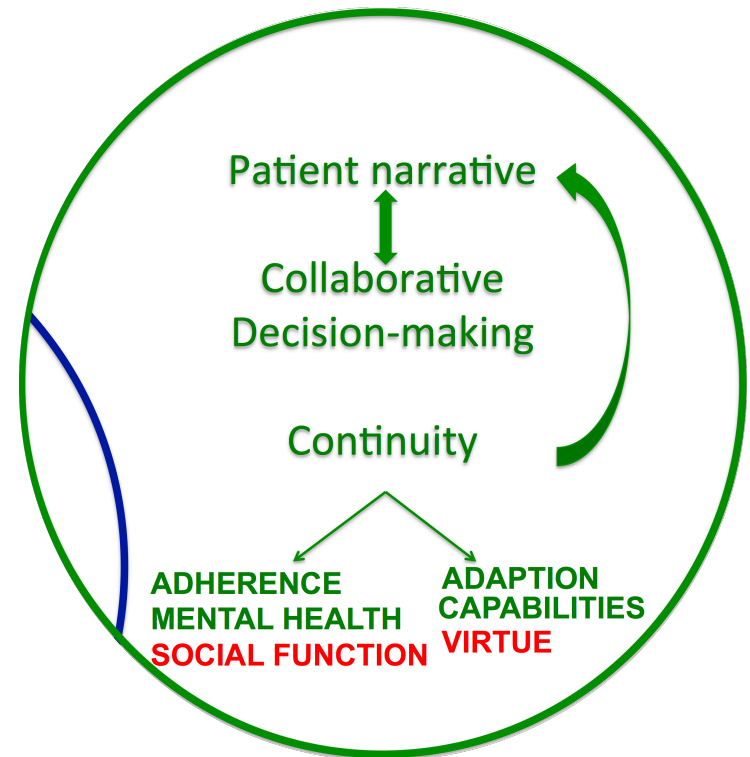 Patient narrative
Collaborative
Decision-making
Continuity
ADHERENCE
MENTAL HEALTH
SOCIAL FUNCTION
ADAPTION
CAPABILITIES
VIRTUE